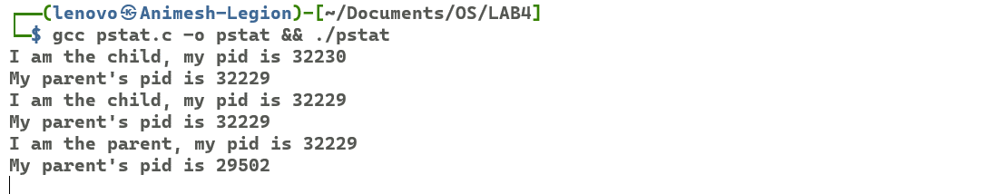 ┌──(lenovo㉿Animesh-Legion)-[~/Documents/OS/LAB4]
└─$ gcc pstat.c -o pstat && ./pstat
I am the child, my pid is 32230
My parent's pid is 32229
I am the child, my pid is 32229
My parent's pid is 32229
I am the parent, my pid is 32229
My parent's pid is 29502